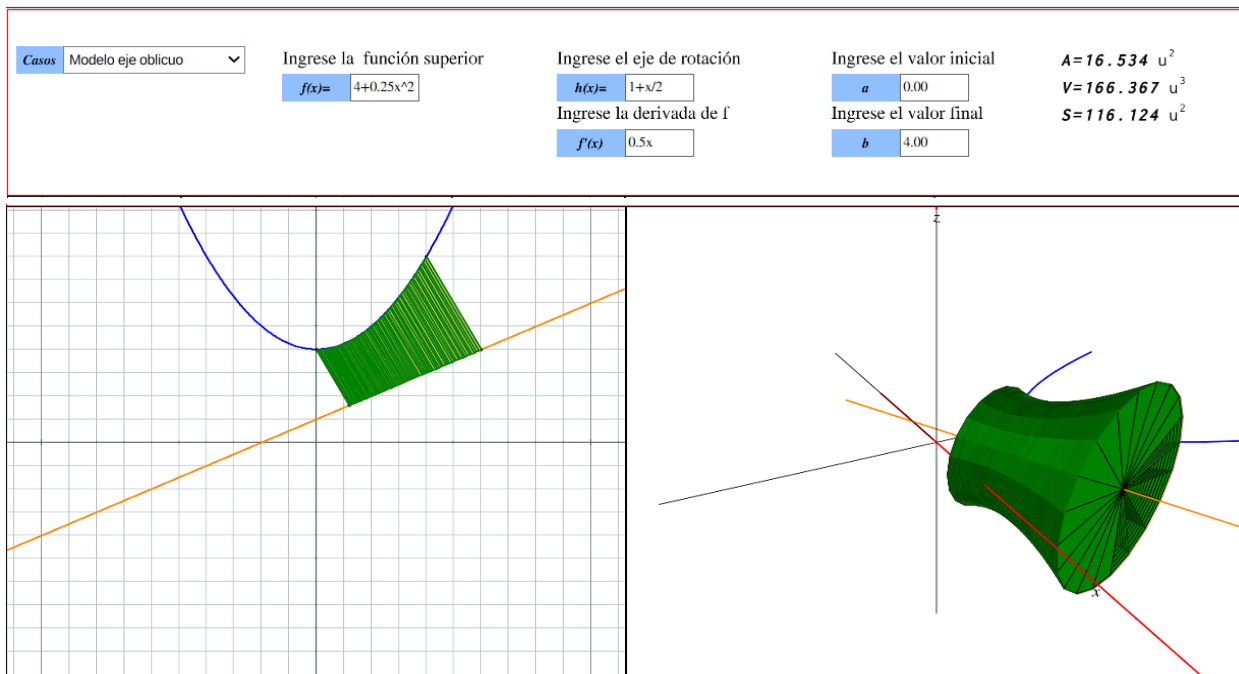 Casos Modelo eje oblicuo
Ingrese la función superior
f(x)= 4+0.25x^2
Ingrese el eje de rotación
h(x)= 1+x/2
Ingrese la derivada de f
f'(x) 0.5x
Ingrese el valor inicial
a 0.00
Ingrese el valor final
b 4.00
A=16.534 u²
V=166.367 u³
S=116.124 u²
z
x